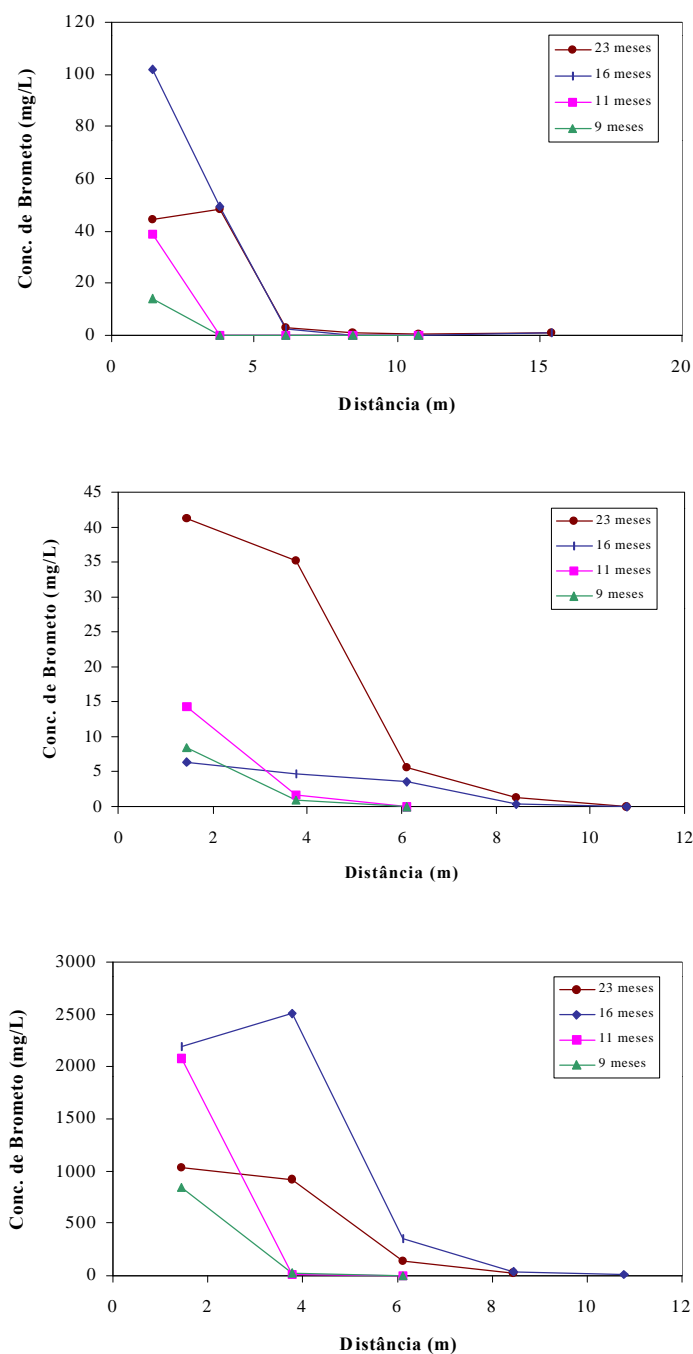 120
100
80
60
40
20
0
Conc. de Brometo (mg/L)
0 5 10 15 20
Distância (m)
23 meses
16 meses
11 meses
9 meses
45
40
35
30
25
20
15
10
5
0
Conc. de Brometo (mg/L)
0 2 4 6 8 10 12
Distância (m)
23 meses
16 meses
11 meses
9 meses
3000
2500
2000
1500
1000
500
0
Conc. de Brometo (mg/L)
0 2 4 6 8 10 12
Distância (m)
23 meses
16 meses
11 meses
9 meses